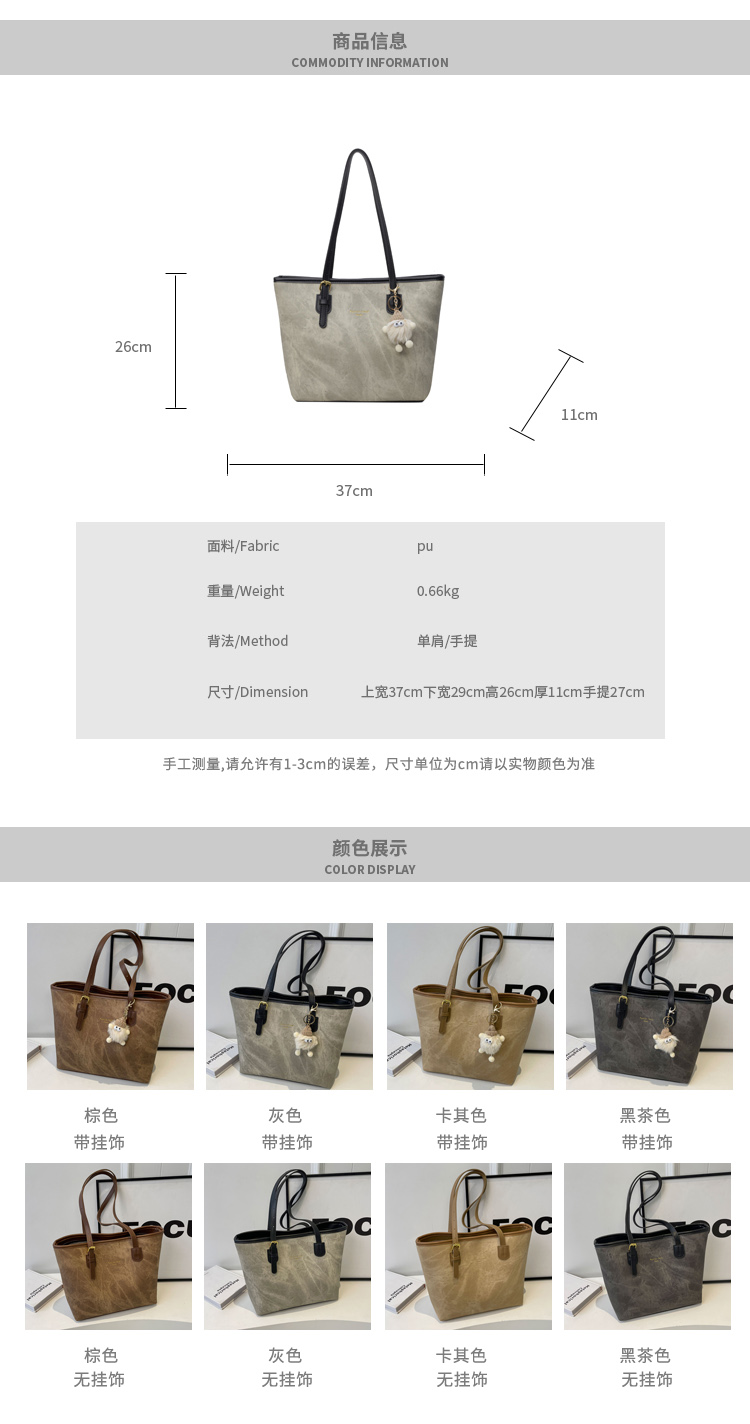 商品信息
COMMODITY INFORMATION
26cm
11cm
37cm
面料/Fabric pu
重量/Weight 0.66kg
背法/Method 单肩/手提
尺寸/Dimension 上宽37cm下宽29cm高26cm厚11cm手提27cm
手工测量,请允许有1-3cm的误差，尺寸单位为cm请以实物颜色为准
颜色展示
COLOR DISPLAY
棕色 灰色 卡其色 黑茶色
带挂饰 带挂饰 带挂饰 带挂饰
棕色 灰色 卡其色 黑茶色
无挂饰 无挂饰 无挂饰 无挂饰